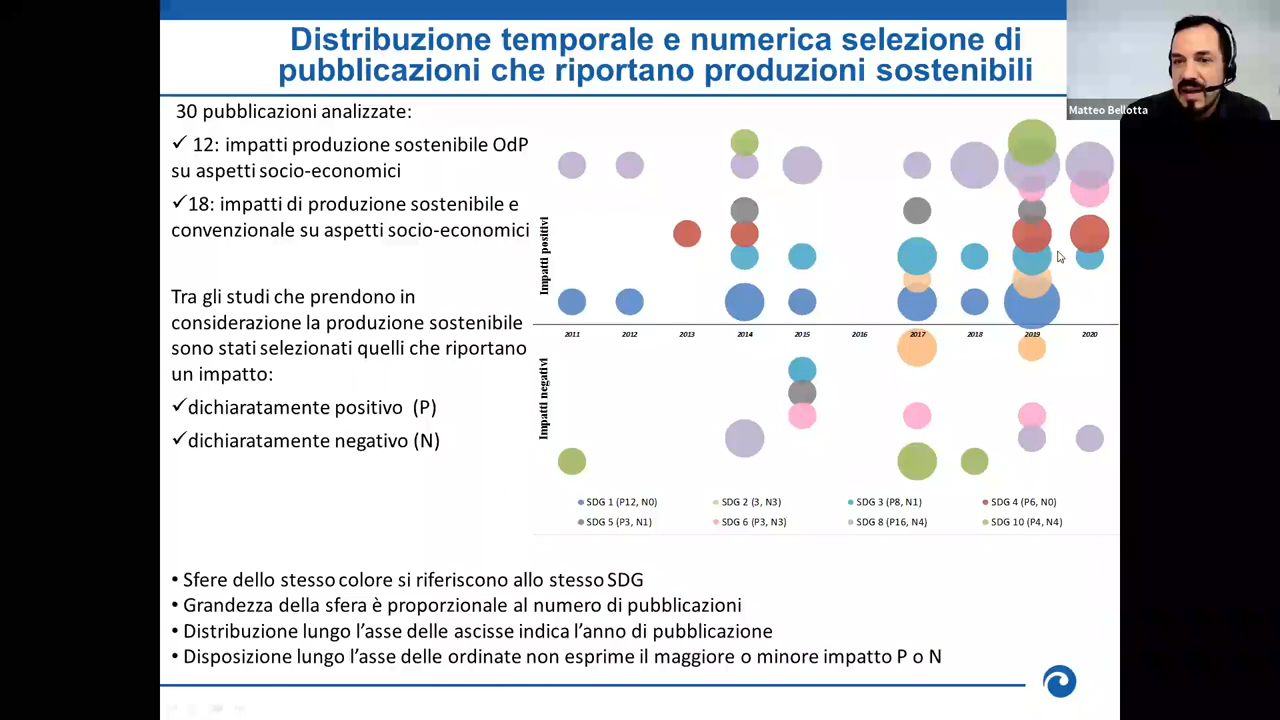 Distribuzione temporale e numerica selezione di
pubblicazioni che riportano produzioni sostenibili
Matteo Bellotta
30 pubblicazioni analizzate:
✓ 12: impatti produzione sostenibile OdP
su aspetti socio-economici
✓18: impatti di produzione sostenibile e
convenzionale su aspetti socio-economici
Tra gli studi che prendono in
considerazione la produzione sostenibile
sono stati selezionati quelli che riportano
un impatto:
✓dichiaratamente positivo (P)
✓dichiaratamente negativo (N)
Impatti positivi
2011 2012 2013 2014 2015 2016 2017 2018 2019 2020
Impatti negativi
SDG 1 (P12, N0) SDG 2 (3, N3) SDG 3 (P8, N1) SDG 4 (P6, N0)
SDG 5 (P3, N1) SDG 6 (P3, N3) SDG 8 (P16, N4) SDG 10 (P4, N4)
• Sfere dello stesso colore si riferiscono allo stesso SDG
• Grandezza della sfera è proporzionale al numero di pubblicazioni
• Distribuzione lungo l'asse delle ascisse indica l'anno di pubblicazione
• Disposizione lungo l'asse delle ordinate non esprime il maggiore o minore impatto P o N